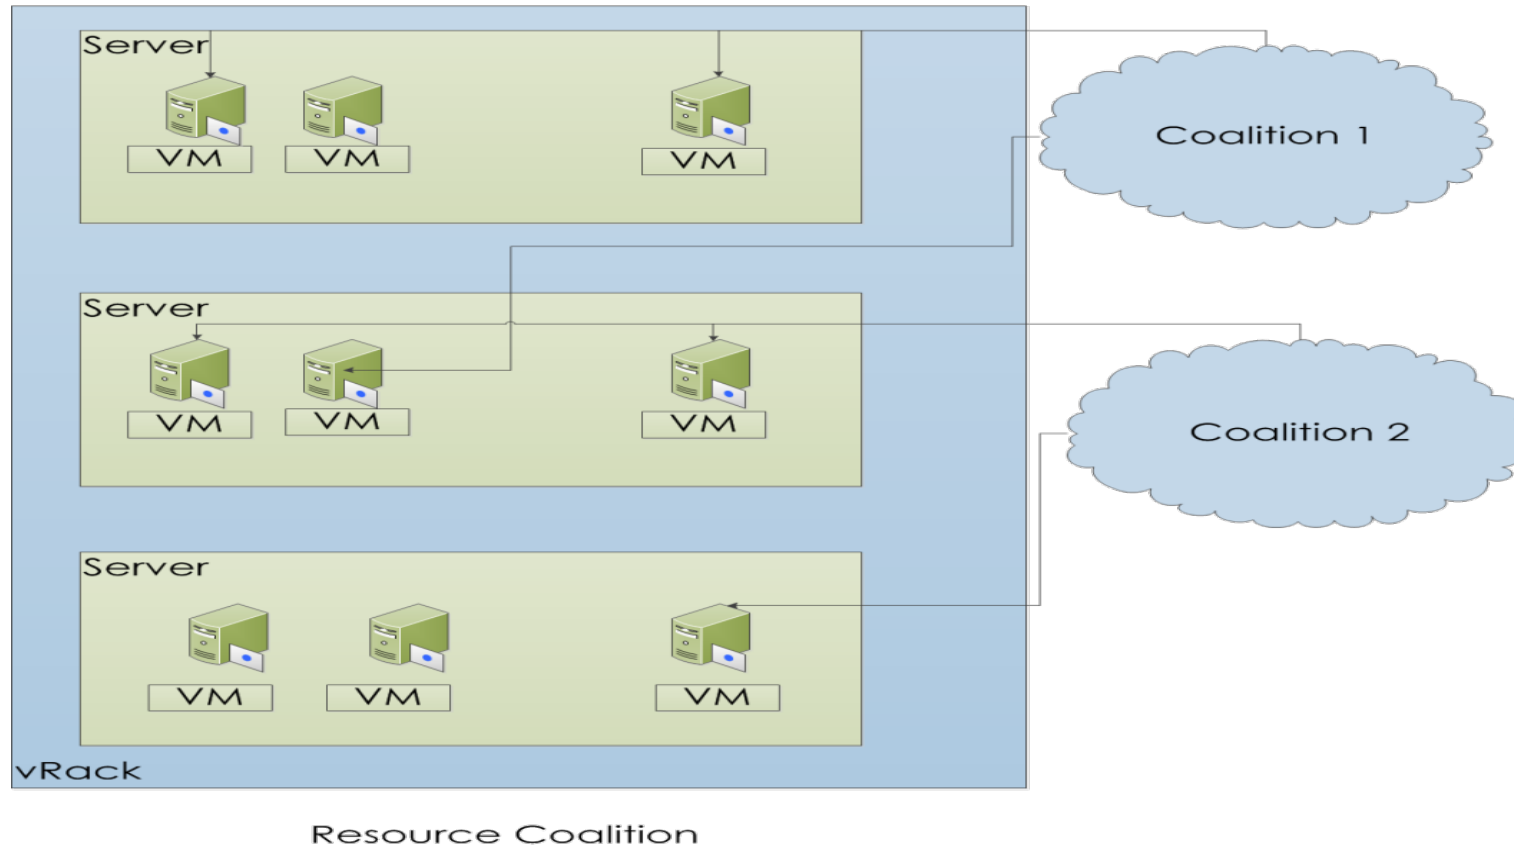 Server
VM
VM
VM
Coalition 1
Server
VM
VM
VM
Coalition 2
Server
VM
VM
VM
vRack
Resource Coalition